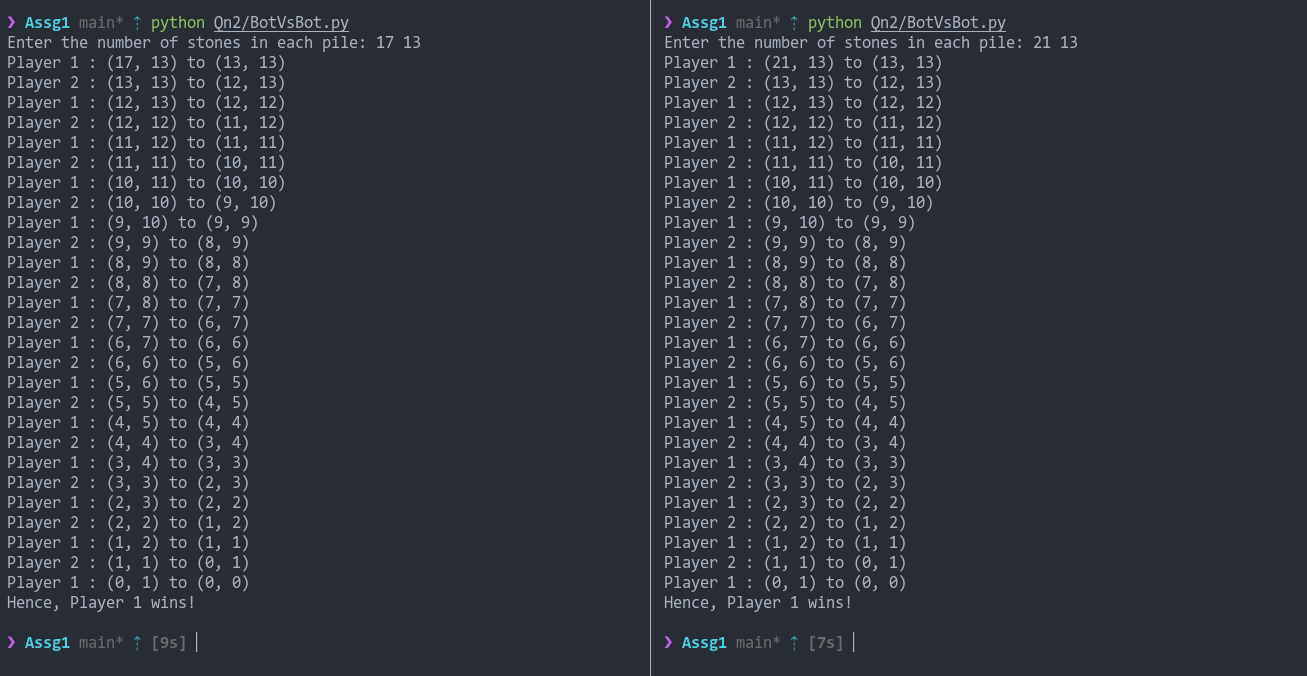 ❯ Assg1 main* ⇡ python Qn2/BotVsBot.py
Enter the number of stones in each pile: 17 13
Player 1 : (17, 13) to (13, 13)
Player 2 : (13, 13) to (12, 13)
Player 1 : (12, 13) to (12, 12)
Player 2 : (12, 12) to (11, 12)
Player 1 : (11, 12) to (11, 11)
Player 2 : (11, 11) to (10, 11)
Player 1 : (10, 11) to (10, 10)
Player 2 : (10, 10) to (9, 10)
Player 1 : (9, 10) to (9, 9)
Player 2 : (9, 9) to (8, 9)
Player 1 : (8, 9) to (8, 8)
Player 2 : (8, 8) to (7, 8)
Player 1 : (7, 8) to (7, 7)
Player 2 : (7, 7) to (6, 7)
Player 1 : (6, 7) to (6, 6)
Player 2 : (6, 6) to (5, 6)
Player 1 : (5, 6) to (5, 5)
Player 2 : (5, 5) to (4, 5)
Player 1 : (4, 5) to (4, 4)
Player 2 : (4, 4) to (3, 4)
Player 1 : (3, 4) to (3, 3)
Player 2 : (3, 3) to (2, 3)
Player 1 : (2, 3) to (2, 2)
Player 2 : (2, 2) to (1, 2)
Player 1 : (1, 2) to (1, 1)
Player 2 : (1, 1) to (0, 1)
Player 1 : (0, 1) to (0, 0)
Hence, Player 1 wins!
❯ Assg1 main* ⇡ [9s]
❯ Assg1 main* ⇡ python Qn2/BotVsBot.py
Enter the number of stones in each pile: 21 13
Player 1 : (21, 13) to (13, 13)
Player 2 : (13, 13) to (12, 13)
Player 1 : (12, 13) to (12, 12)
Player 2 : (12, 12) to (11, 12)
Player 1 : (11, 12) to (11, 11)
Player 2 : (11, 11) to (10, 11)
Player 1 : (10, 11) to (10, 10)
Player 2 : (10, 10) to (9, 10)
Player 1 : (9, 10) to (9, 9)
Player 2 : (9, 9) to (8, 9)
Player 1 : (8, 9) to (8, 8)
Player 2 : (8, 8) to (7, 8)
Player 1 : (7, 8) to (7, 7)
Player 2 : (7, 7) to (6, 7)
Player 1 : (6, 7) to (6, 6)
Player 2 : (6, 6) to (5, 6)
Player 1 : (5, 6) to (5, 5)
Player 2 : (5, 5) to (4, 5)
Player 1 : (4, 5) to (4, 4)
Player 2 : (4, 4) to (3, 4)
Player 1 : (3, 4) to (3, 3)
Player 2 : (3, 3) to (2, 3)
Player 1 : (2, 3) to (2, 2)
Player 2 : (2, 2) to (1, 2)
Player 1 : (1, 2) to (1, 1)
Player 2 : (1, 1) to (0, 1)
Player 1 : (0, 1) to (0, 0)
Hence, Player 1 wins!
❯ Assg1 main* ⇡ [7s]